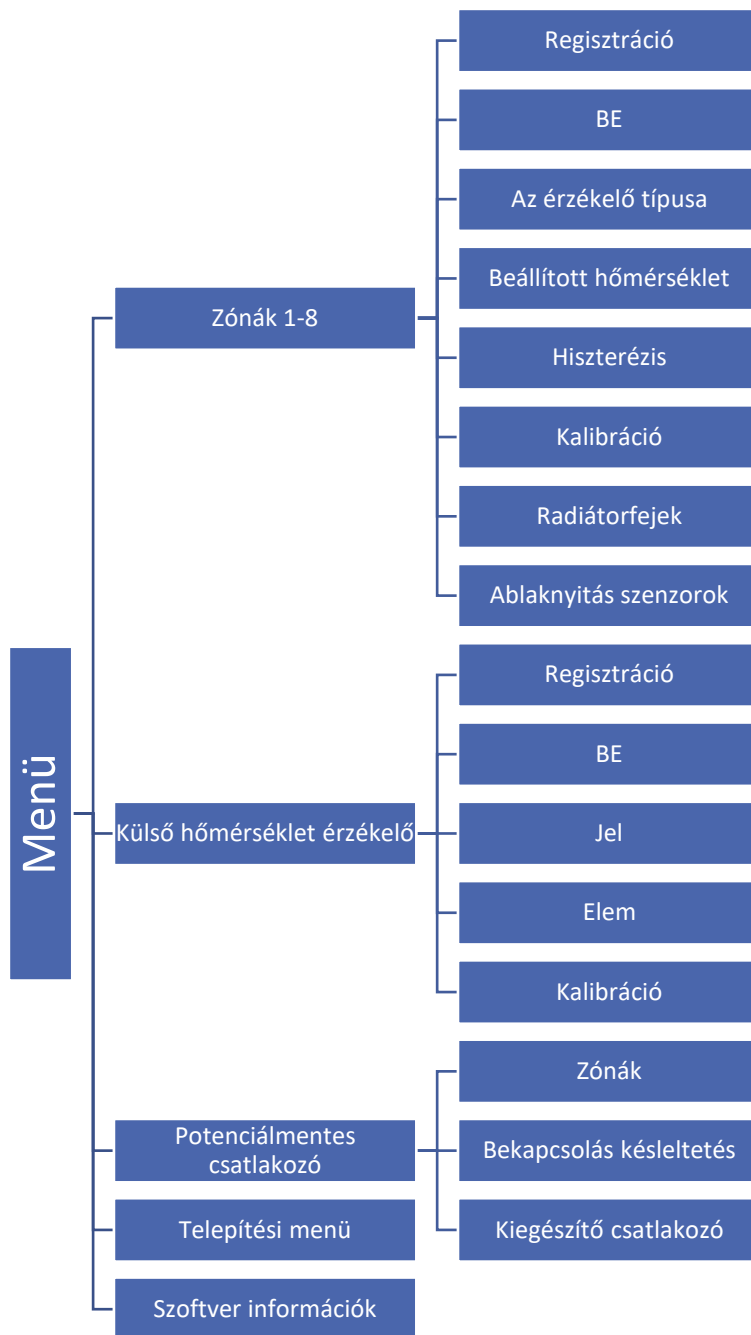 Menü
Zónák 1-8
Regisztráció
BE
Az érzékelő típusa
Beállított hőmérséklet
Hiszterézis
Kalibráció
Radiátorfejek
Ablaknyitás szenzorok
Külső hőmérséklet érzékelő
Regisztráció
BE
Jel
Elem
Kalibráció
Potenciálmentes
csatlakozó
Zónák
Bekapcsolás késleltetés
Kiegészítő csatlakozó
Telepítési menü
Szoftver információk